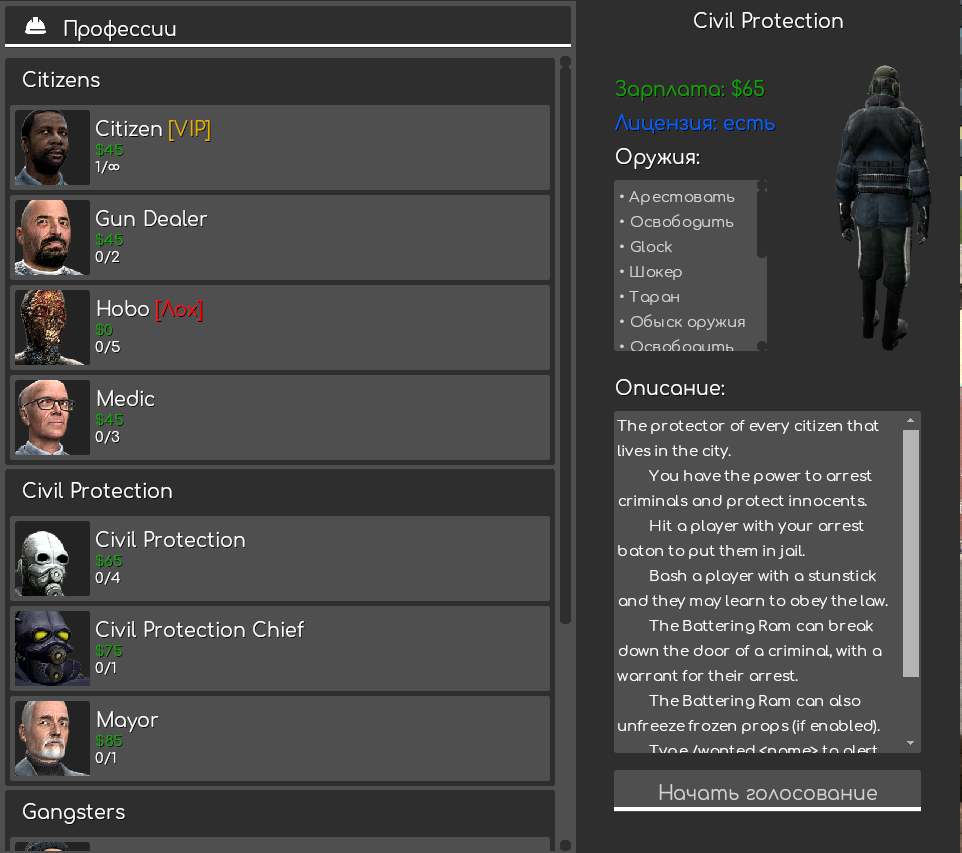 Профессии
Citizens
Citizen [VIP]
$45
1/∞
Gun Dealer
$45
0/2
Hobo [Лох]
$0
0/5
Medic
$45
0/3
Civil Protection
Civil Protection
$65
0/4
Civil Protection Chief
$75
0/1
Mayor
$85
0/1
Gangsters
Civil Protection
Зарплата: $65
Лицензия: есть
Оружия:
• Арестовать
• Освободить
• Glock
• Шокер
• Таран
• Обыск оружия
• Освободить
Описание:
The protector of every citizen that
lives in the city.
You have the power to arrest
criminals and protect innocents.
Hit a player with your arrest
baton to put them in jail.
Bash a player with a stunstick
and they may learn to obey the law.
The Battering Ram can break
down the door of a criminal, with a
warrant for their arrest.
The Battering Ram can also
unfreeze frozen props (if enabled).
Type /wanted <name> to alert
Начать голосование